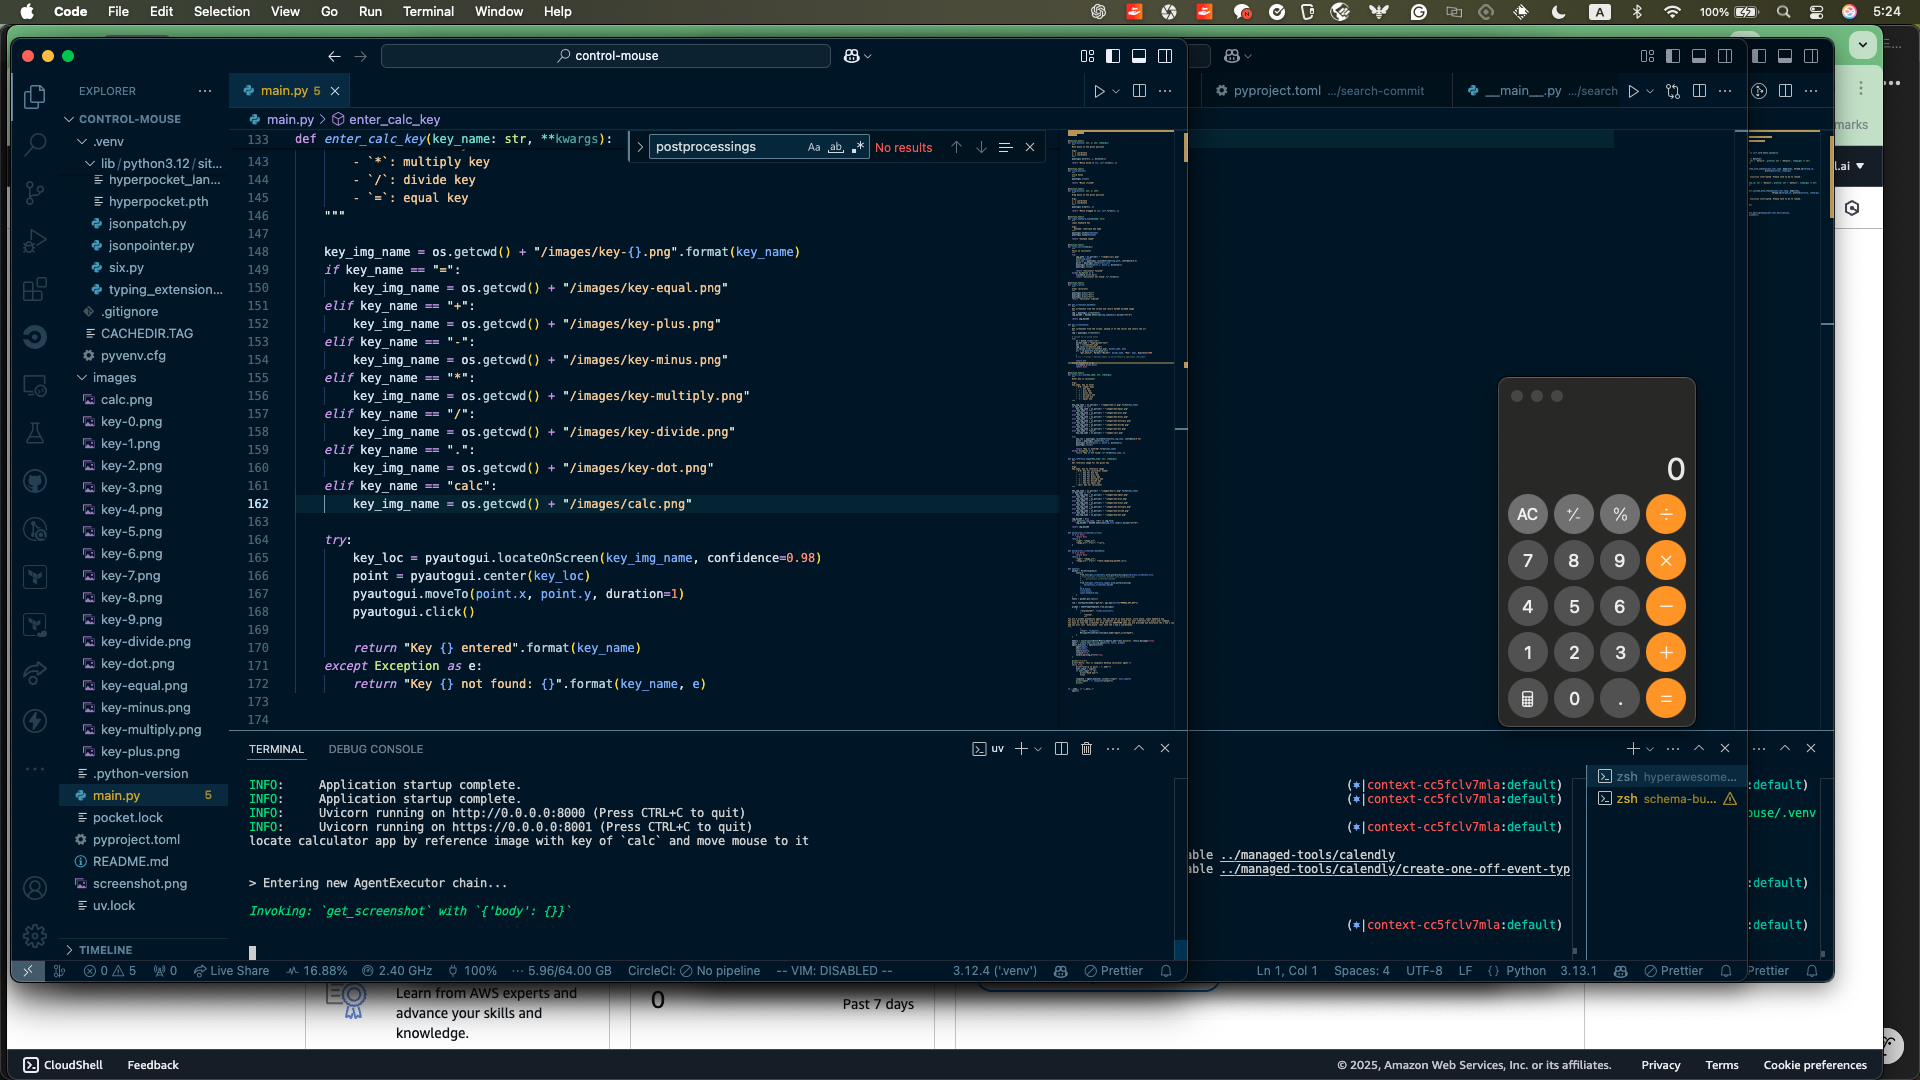 Code File Edit Selection View Go Run Terminal Window Help
A 100% 5:24
control-mouse
EXPLORER
main.py 5
pyproject.toml .../search-commit
__main__.py .../search
marks
CONTROL-MOUSE
main.py > enter_calc_key
.venv
133 def enter_calc_key(key_name: str, **kwargs):
postprocessings Aa ab .* No results
lib/python3.12/sit...
143 - `*`: multiply key
l.ai
hyperpocket_lan...
144 - `/`: divide key
hyperpocket.pth
145 - `=`: equal key
jsonpatch.py
146 """
jsonpointer.py
147
six.py
148 key_img_name = os.getcwd() + "/images/key-{}.png".format(key_name)
typing_extension...
149 if key_name == "=":
.gitignore
150 key_img_name = os.getcwd() + "/images/key-equal.png"
CACHEDIR.TAG
151 elif key_name == "+":
pyvenv.cfg
152 key_img_name = os.getcwd() + "/images/key-plus.png"
images
153 elif key_name == "-":
calc.png
154 key_img_name = os.getcwd() + "/images/key-minus.png"
key-0.png
155 elif key_name == "*":
key-1.png
156 key_img_name = os.getcwd() + "/images/key-multiply.png"
key-2.png
157 elif key_name == "/":
key-3.png
158 key_img_name = os.getcwd() + "/images/key-divide.png"
key-4.png
159 elif key_name == ".":
key-5.png
160 key_img_name = os.getcwd() + "/images/key-dot.png"
key-6.png
161 elif key_name == "calc":
key-7.png
162 key_img_name = os.getcwd() + "/images/calc.png"
key-8.png
163
key-9.png
164 try:
key-divide.png
165 key_loc = pyautogui.locateOnScreen(key_img_name, confidence=0.98)
key-dot.png
166 point = pyautogui.center(key_loc)
key-equal.png
167 pyautogui.moveTo(point.x, point.y, duration=1)
key-minus.png
168 pyautogui.click()
key-multiply.png
169
key-plus.png
170 return "Key {} entered".format(key_name)
.python-version
171 except Exception as e:
main.py 5
172 return "Key {} not found: {}".format(key_name, e)
pocket.lock
173
pyproject.toml
174
README.md
screenshot.png
uv.lock
TIMELINE
0
AC +/- % ÷
7 8 9 ×
4 5 6 −
1 2 3 +
0 . =
TERMINAL DEBUG CONSOLE
uv
INFO: Application startup complete.
INFO: Application startup complete.
INFO: Uvicorn running on http://0.0.0.0:8000 (Press CTRL+C to quit)
INFO: Uvicorn running on https://0.0.0.0:8001 (Press CTRL+C to quit)
locate calculator app by reference image with key of `calc` and move mouse to it
> Entering new AgentExecutor chain...
Invoking: `get_screenshot` with `{'body': {}}`
(*|context-cc5fclv7mla:default)
(*|context-cc5fclv7mla:default)
(*|context-cc5fclv7mla:default)
able ../managed-tools/calendly
able ../managed-tools/calendly/create-one-off-event-typ
(*|context-cc5fclv7mla:default)
zsh hyperawesome...
zsh schema-bu...
:default)
ouse/.venv
:default)
:default)
0 5 0 Live Share 16.88% 2.40 GHz 100% 5.96/64.00 GB CircleCI: No pipeline -- VIM: DISABLED -- 3.12.4 ('.venv') Prettier
Ln 1, Col 1 Spaces: 4 UTF-8 LF {} Python 3.13.1 Prettier
Prettier
Learn from AWS experts and
advance your skills and
knowledge.
0
Past 7 days
CloudShell Feedback
© 2025, Amazon Web Services, Inc. or its affiliates. Privacy Terms Cookie preferences